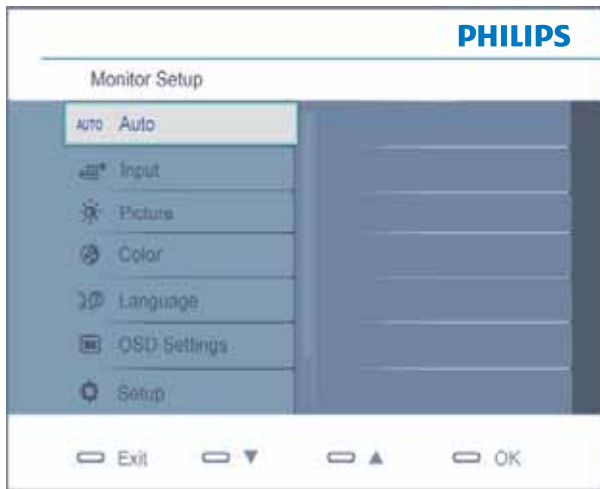 PHILIPS
Monitor Setup
AUTO Auto
Input
Picture
Color
Language
OSD Settings
Setup
Exit ▼ ▲ OK